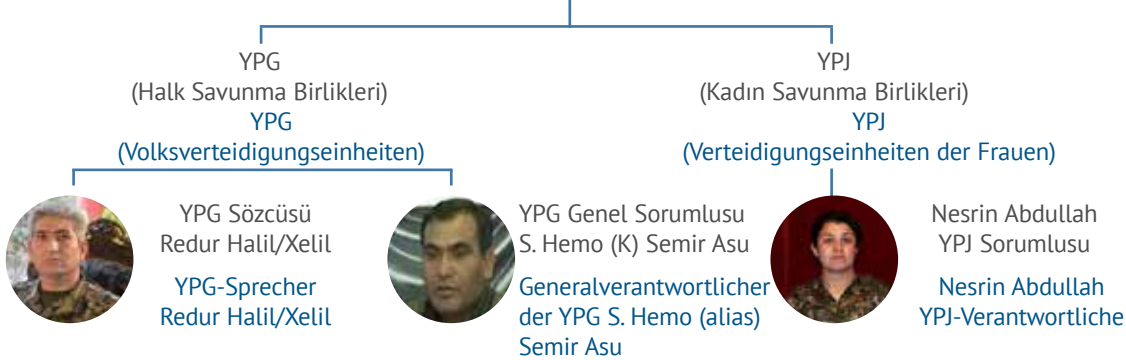 YPG
(Halk Savunma Birlikleri)
YPG
(Volksverteidigungseinheiten)
YPJ
(Kadın Savunma Birlikleri)
YPJ
(Verteidigungseinheiten der Frauen)
YPG Sözcüsü
Redur Halil/Xelil
YPG-Sprecher
Redur Halil/Xelil
YPG Genel Sorumlusu
S. Hemo (K) Semir Asu
Generalverantwortlicher
der YPG S. Hemo (alias)
Semir Asu
Nesrin Abdullah
YPJ Sorumlusu
Nesrin Abdullah
YPJ-Verantwortliche